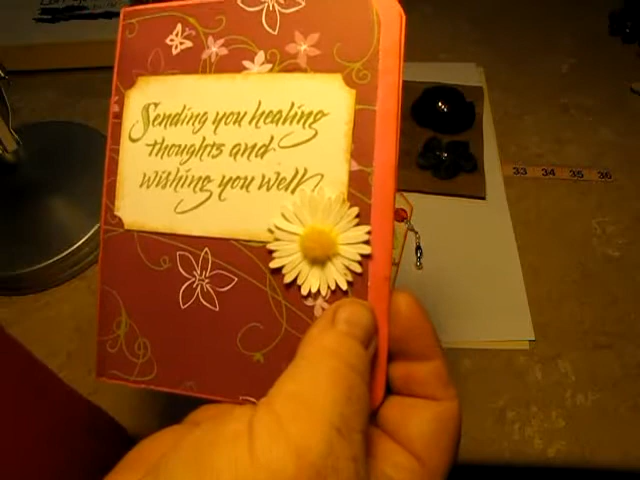 Sending you healing
thoughts and
wishing you well
33 34 35 36